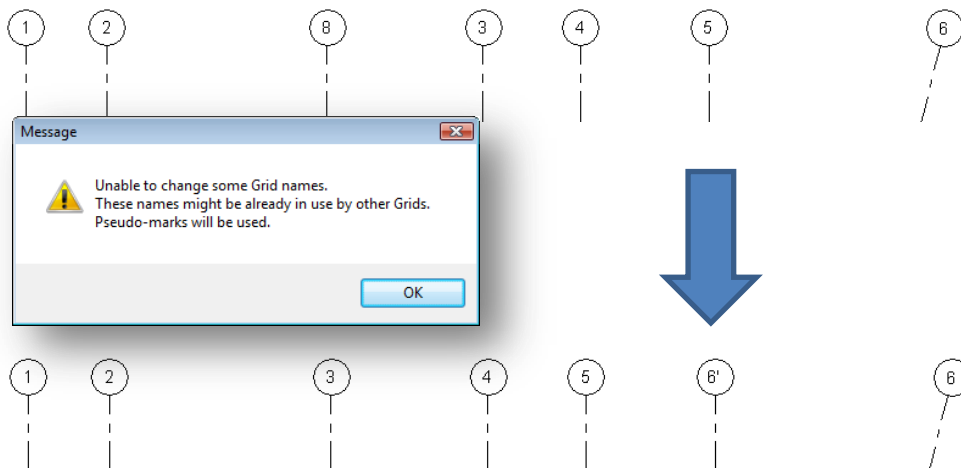 1 2 8 3 4 5 6
Message
Unable to change some Grid names.
These names might be already in use by other Grids.
Pseudo-marks will be used.
OK
1 2 3 4 5 6' 6